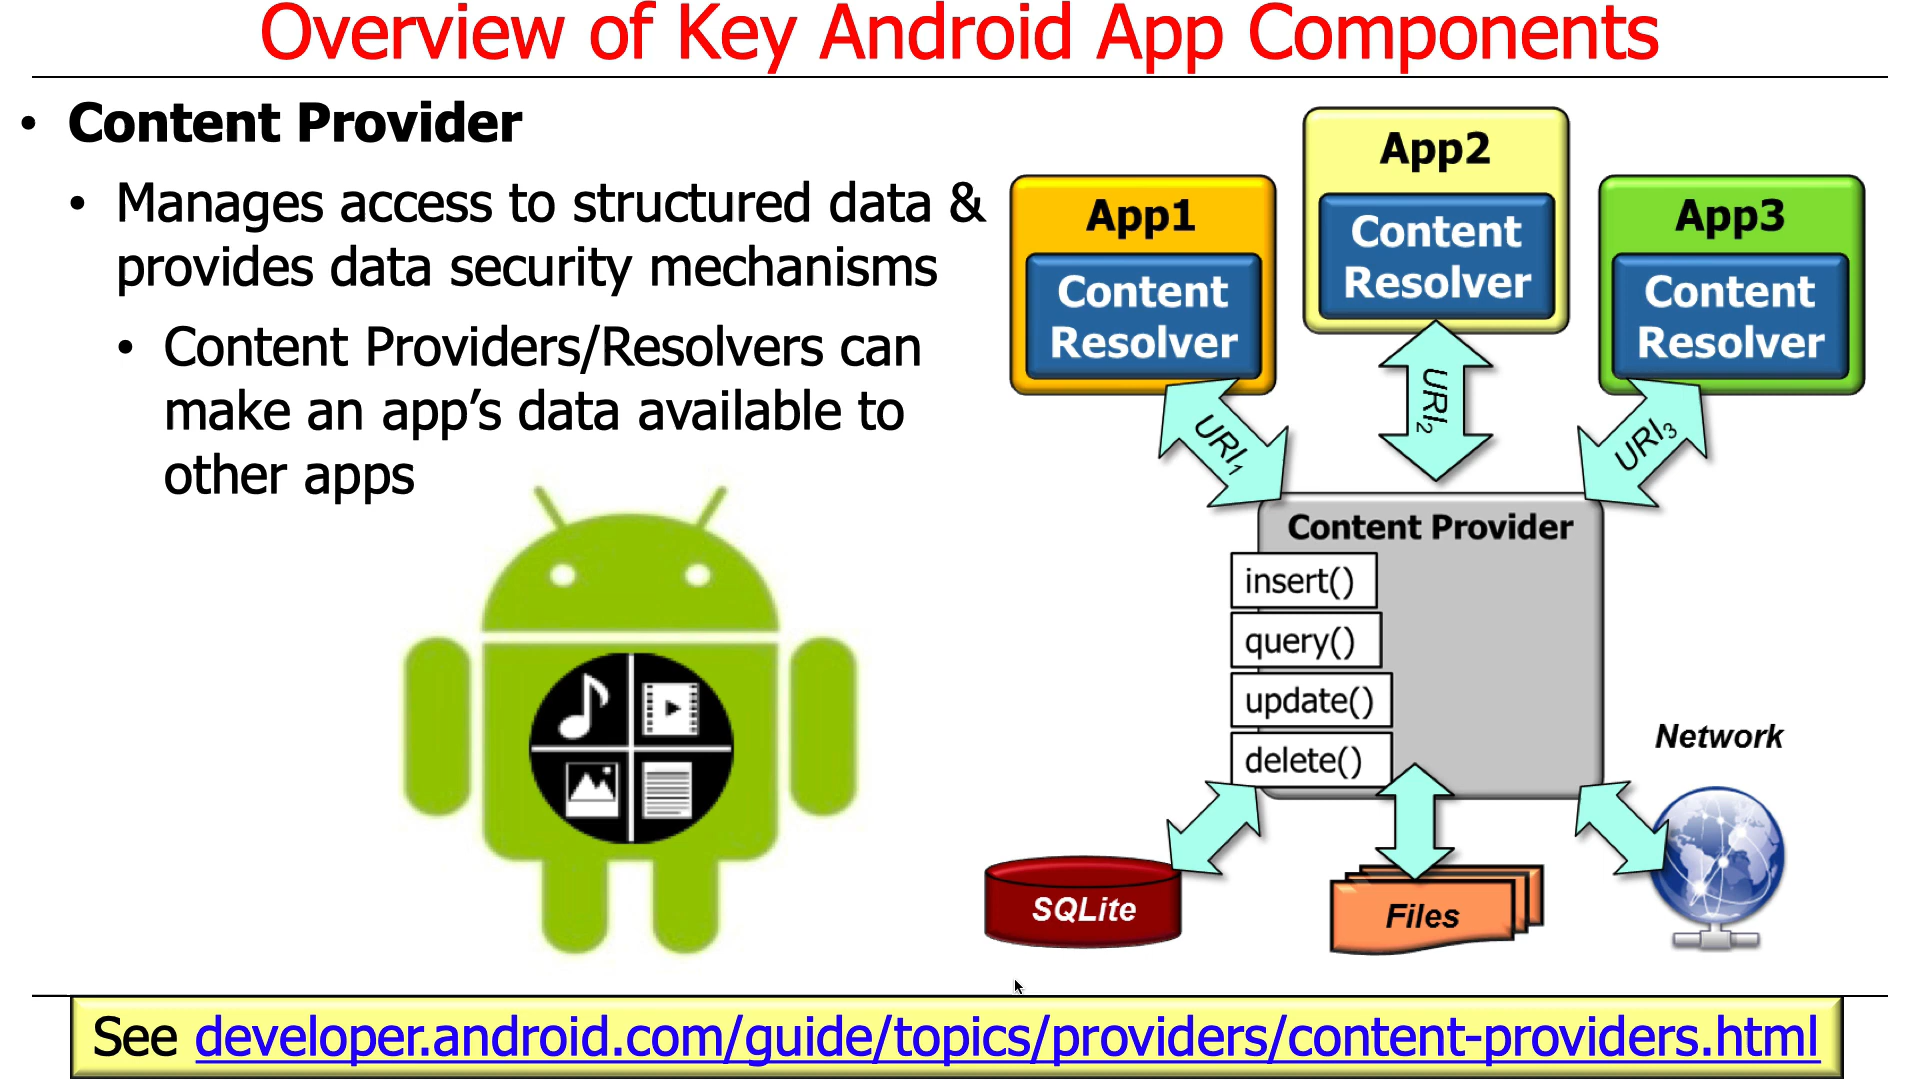 Overview of Key Android App Components
• Content Provider
• Manages access to structured data &
provides data security mechanisms
• Content Providers/Resolvers can
make an app’s data available to
other apps
App1
Content
Resolver
App2
Content
Resolver
App3
Content
Resolver
URI1
URI2
URI3
Content Provider
insert()
query()
update()
delete()
Network
SQLite
Files
See developer.android.com/guide/topics/providers/content-providers.html